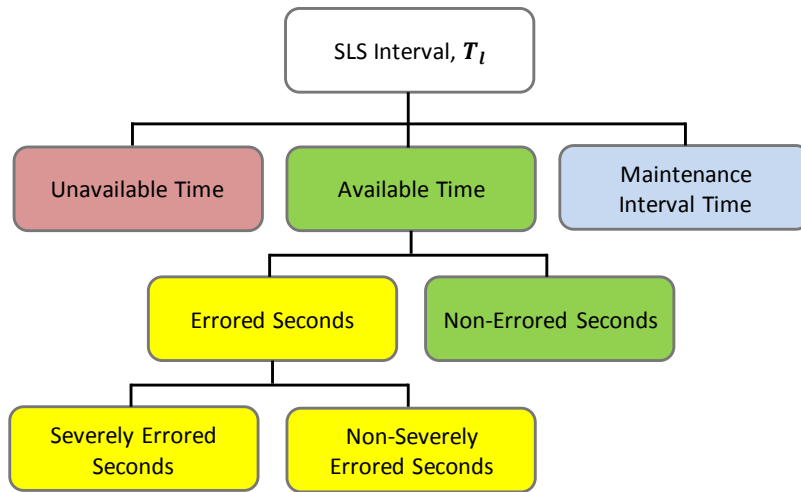 SLS Interval, T_l
Unavailable Time
Available Time
Maintenance
Interval Time
Errored Seconds
Non-Errored Seconds
Severely Errored
Seconds
Non-Severely
Errored Seconds